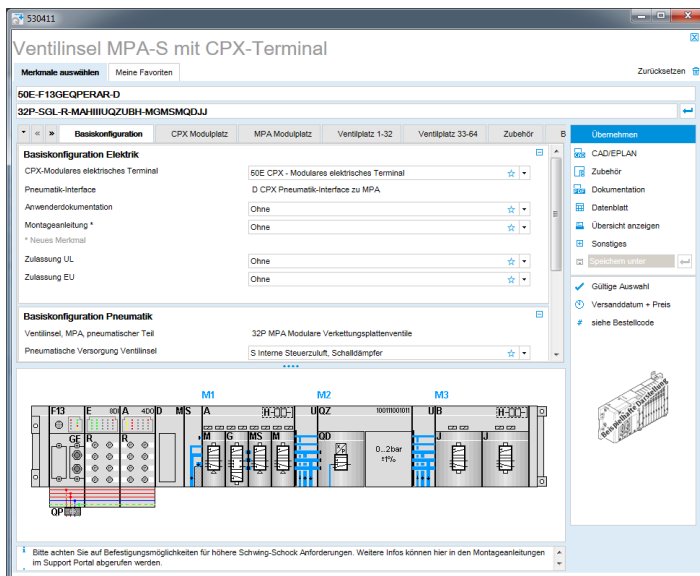 530411
Ventilinsel MPA-S mit CPX-Terminal
Merkmale auswählen Meine Favoriten Zurücksetzen
50E-F13GEQPERAR-D
32P-SGL-R-MAHIIIUQZUBH-MGMSMQDJJ
Basiskonfiguration CPX Modulplatz MPA Modulplatz Ventilplatz 1-32 Ventilplatz 33-64 Zubehör B
Basiskonfiguration Elektrik
CPX-Modulares elektrisches Terminal 50E CPX - Modulares elektrisches Terminal
Pneumatik-Interface D CPX Pneumatik-Interface zu MPA
Anwenderdokumentation Ohne
Montageanleitung * Ohne
* Neues Merkmal
Zulassung UL Ohne
Zulassung EU Ohne
Basiskonfiguration Pneumatik
Ventilinsel, MPA, pneumatischer Teil 32P MPA Modulare Verkettungsplattenventile
Pneumatische Versorgung Ventilinsel S Interne Steuerzuluft, Schalldämpfer
Übernehmen
CAD/EPLAN
Zubehör
Dokumentation
Datenblatt
Übersicht anzeigen
Sonstiges
Speichern unter
Gültige Auswahl
Versanddatum + Preis
# siehe Bestellcode
Beispielhafte Darstellung
M1 M2 M3
F13 E 8DI A 4DO D M S A U QZ 10011001011 U B
GE R R M G MS M QD J J
0...2bar
±1%
QP
Bitte achten Sie auf Befestigungsmöglichkeiten für höhere Schwing-Schock Anforderungen. Weitere Infos können hier in den Montageanleitungen
im Support Portal abgerufen werden.